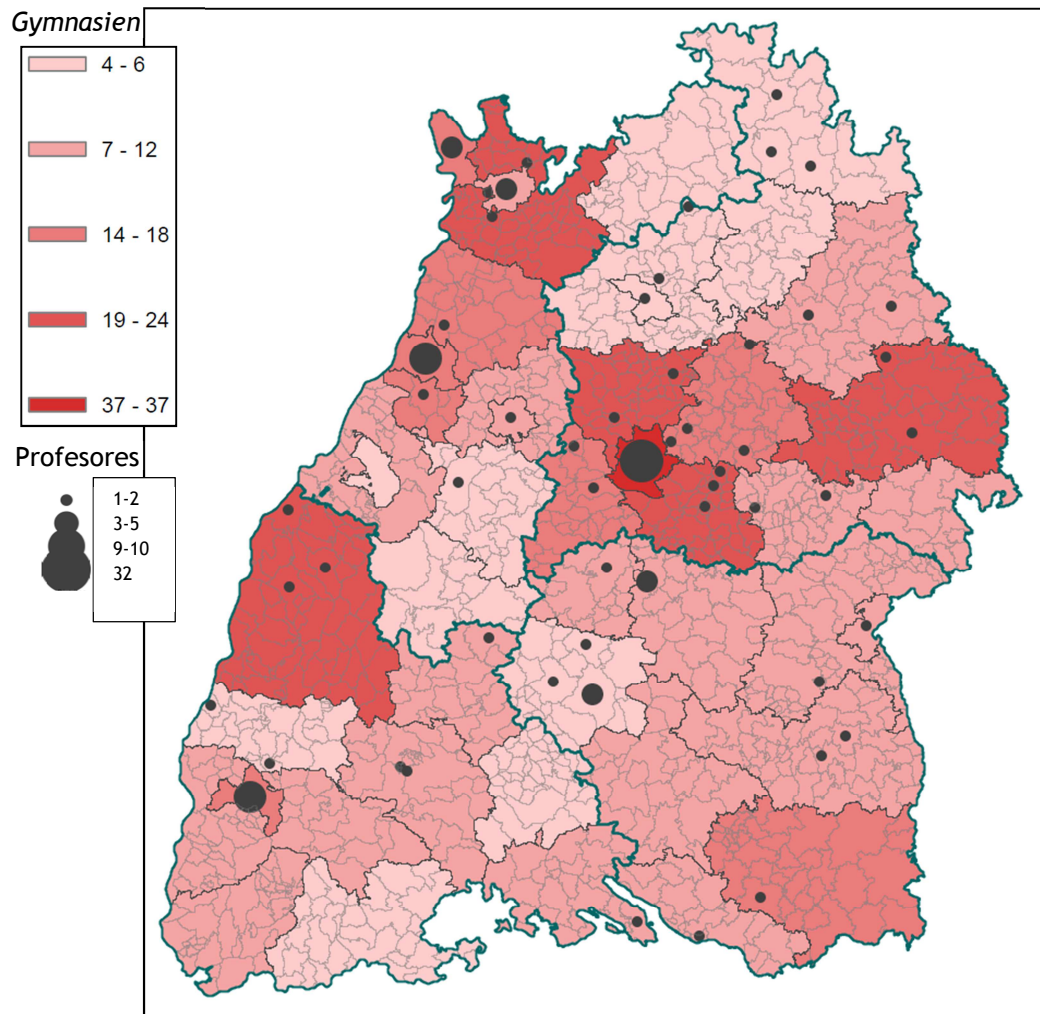 Gymnasien
4 - 6
7 - 12
14 - 18
19 - 24
37 - 37
Profesores
1-2
3-5
9-10
32